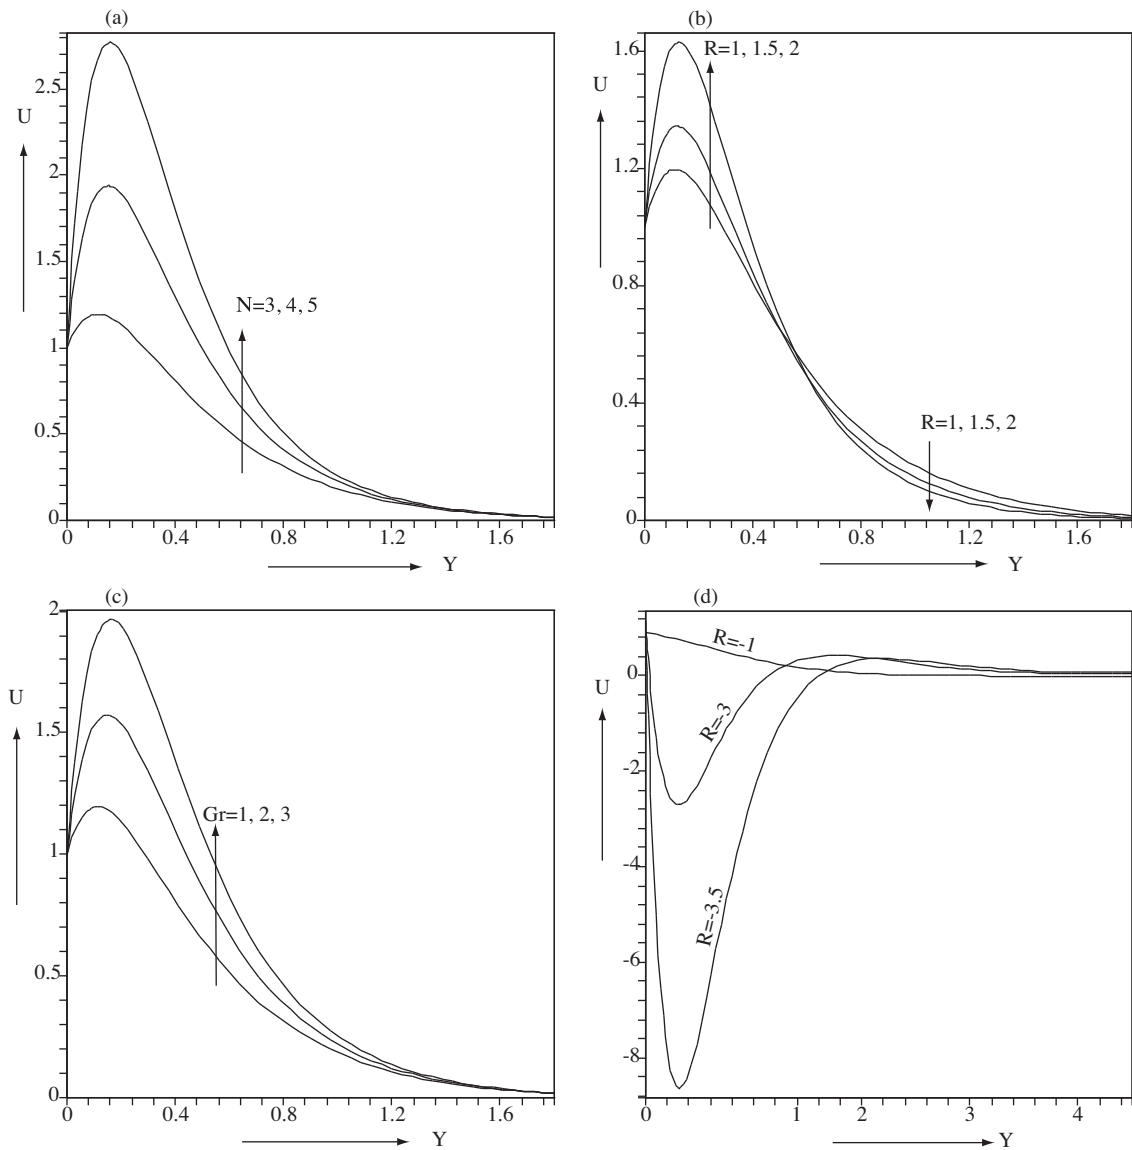 (a)
2.5
2
1.5
1
0.5
0
U
N=3, 4, 5
0 0.4 0.8 1.2 1.6
Y
(b)
1.6
1.2
0.8
0.4
0
U
R=1, 1.5, 2
R=1, 1.5, 2
0 0.4 0.8 1.2 1.6
Y
(c)
2
1.5
1
0.5
0
U
Gr=1, 2, 3
0 0.4 0.8 1.2 1.6
Y
(d)
0
-2
-4
-6
-8
U
R=-1
R=-3
R=-3.5
0 1 2 3 4
Y